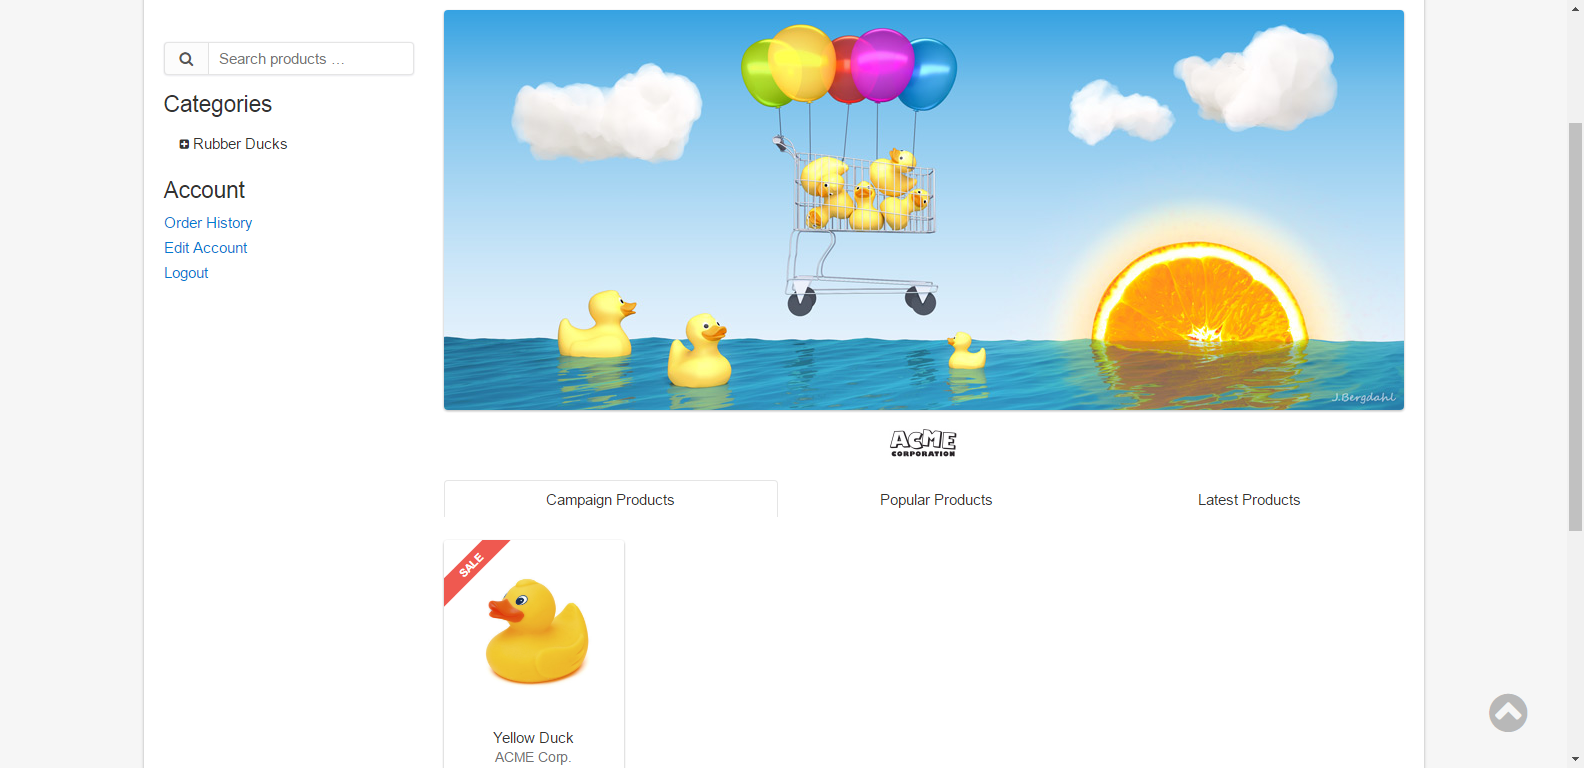 Search products …
Categories
Rubber Ducks
Account
Order History
Edit Account
Logout
J.Bergdahl
ACME
CORPORATION
Campaign Products
Popular Products
Latest Products
SALE
Yellow Duck
ACME Corp.